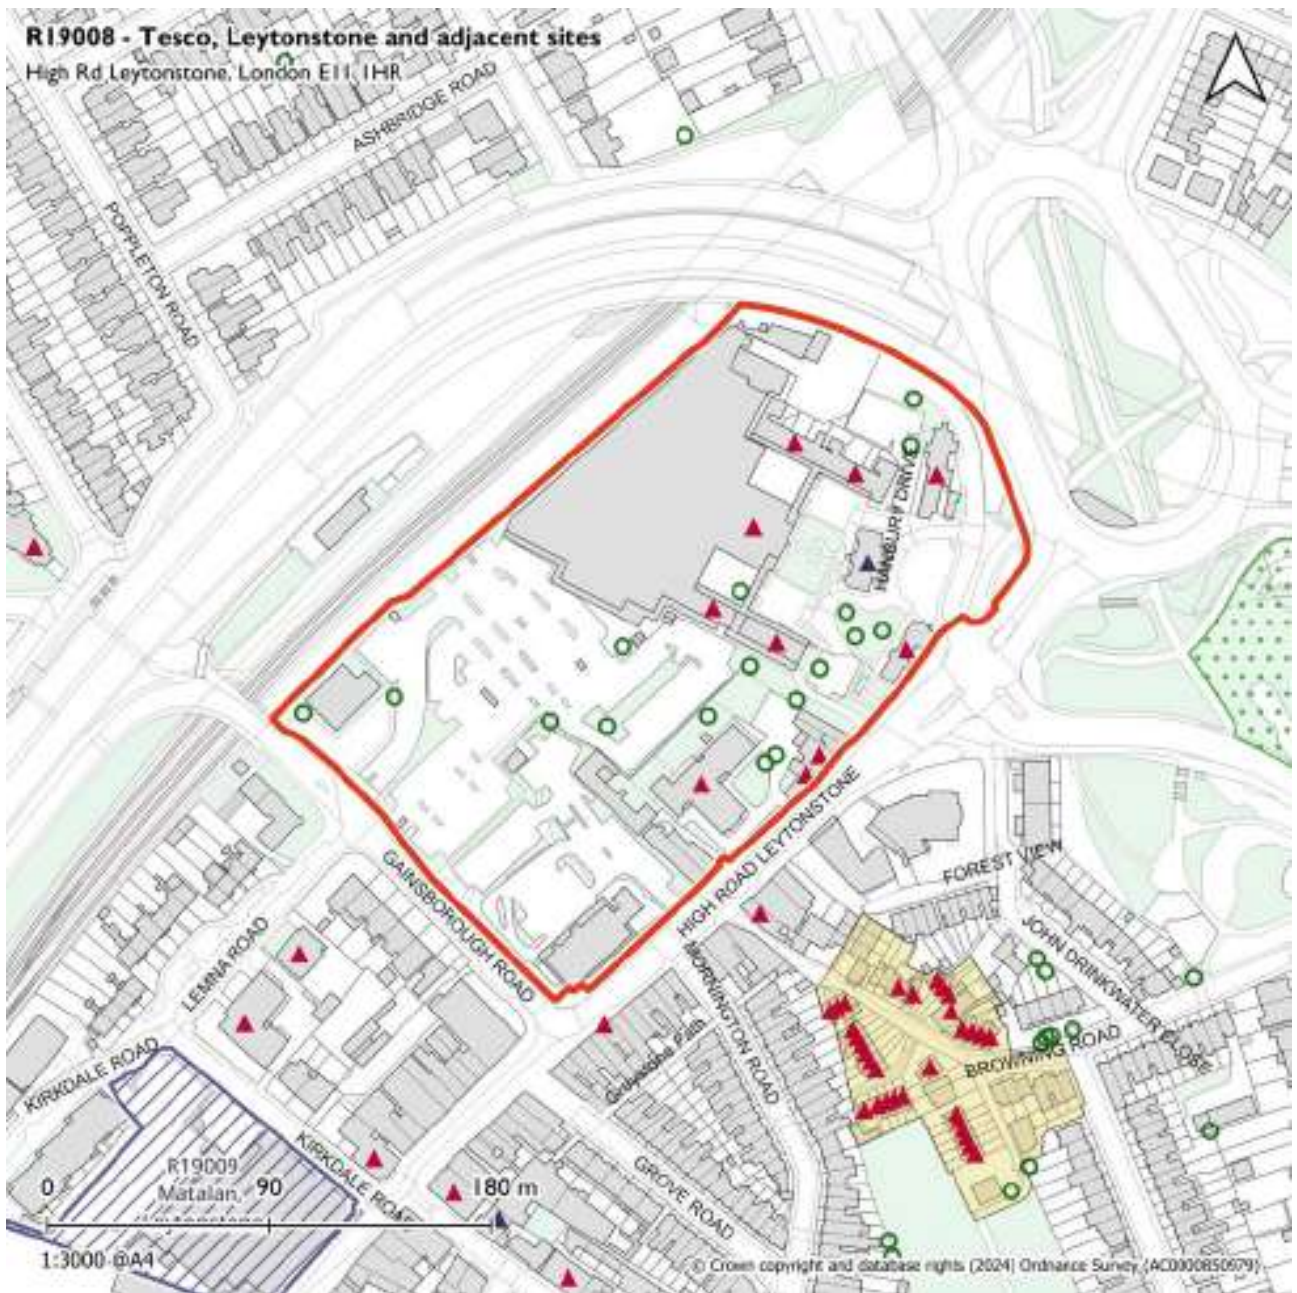 R19008 - Tesco, Leytonstone and adjacent sites
High Rd Leytonstone. London E11 1HR
ASHBRIDGE ROAD
POPPLETON ROAD
HANBURY DRIVE
HIGH ROAD LEYTONSTONE
FOREST VIEW
GAINSBOROUGH ROAD
LEMNA ROAD
MORNINGTON ROAD
JOHN DRINKWATER CLOSE
BROWNING ROAD
KIRKDALE ROAD
Path
GROVE ROAD
KIRKDALE ROAD
R19009
Matalan,
Leytonstone
0 90 180 m
1:3000 @A4
© Crown copyright and database rights (2024) Ordnance Survey (AC0000850979)